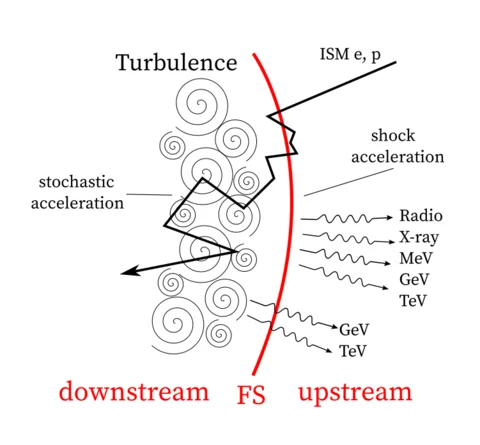 Turbulence
ISM e, p
shock
acceleration
stochastic
acceleration
Radio
X-ray
MeV
GeV
TeV
GeV
TeV
downstream FS upstream